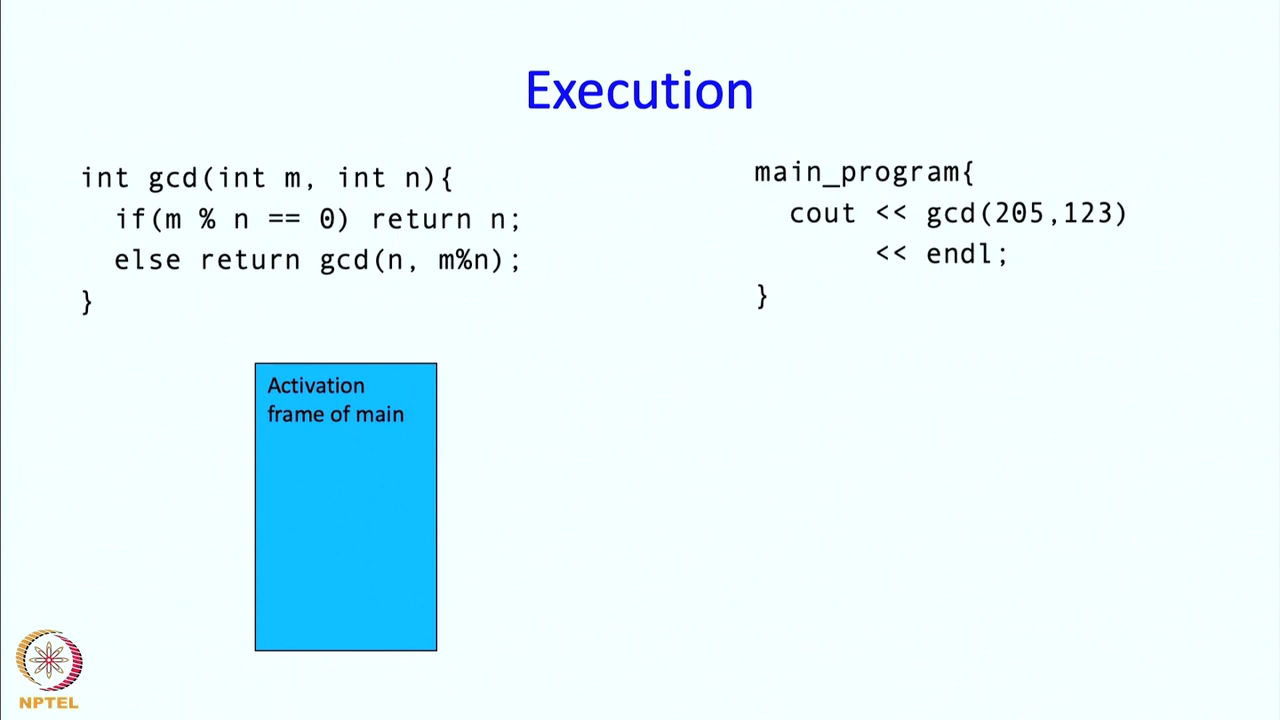 Execution
int gcd(int m, int n){
  if(m % n == 0) return n;
  else return gcd(n, m%n);
}
main_program{
  cout << gcd(205,123)
       << endl;
}
Activation
frame of main
NPTEL